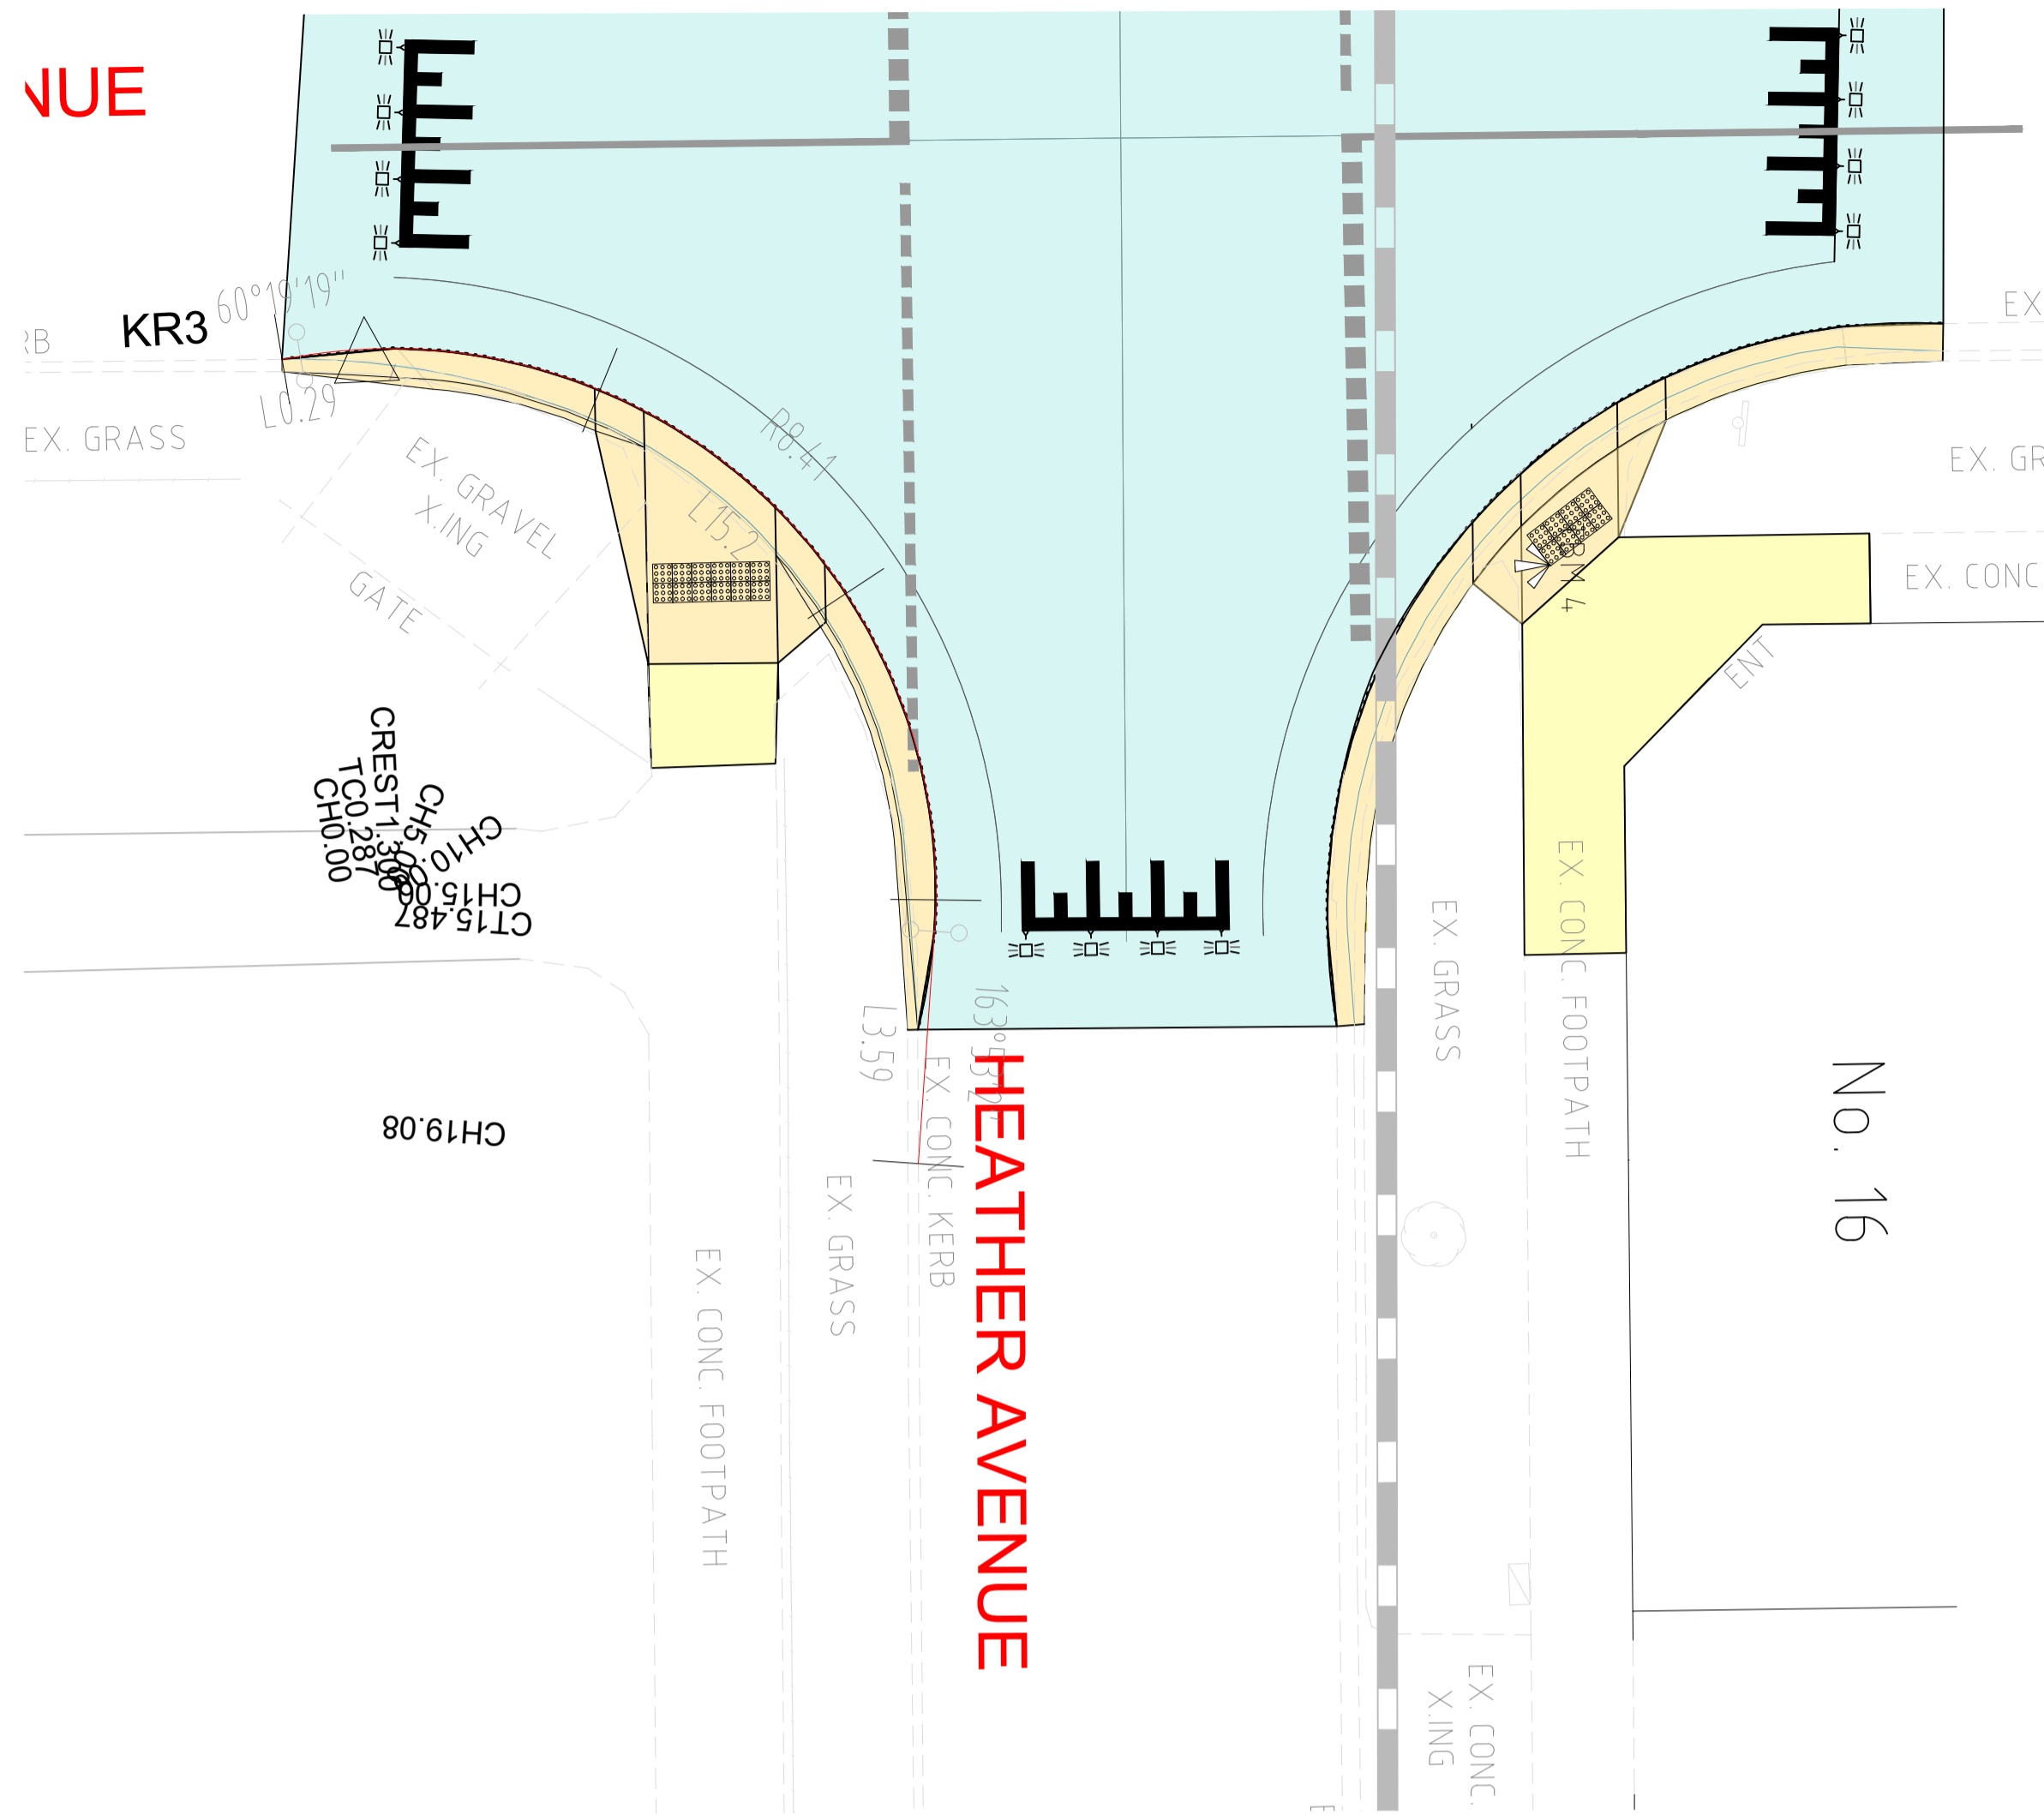 NUE
KR3
60°19'19"
L0.29
R8.41
L15.2
EX. GRASS
EX. GRAVEL
X.ING
GATE
EX. GR
EX. CONC
ENT
CREST 1.300
TC0.287
CH0.00
CH5.00
CH10.00
CH15.00
CT15.487
CH19.08
L3.59
EX. CONC. KERB
EX. GRASS
EX. CONC. FOOTPATH
HEATHER AVENUE
EX. GRASS
EX. CONC. FOOTPATH
No. 16
EX. CONC.
X.ING